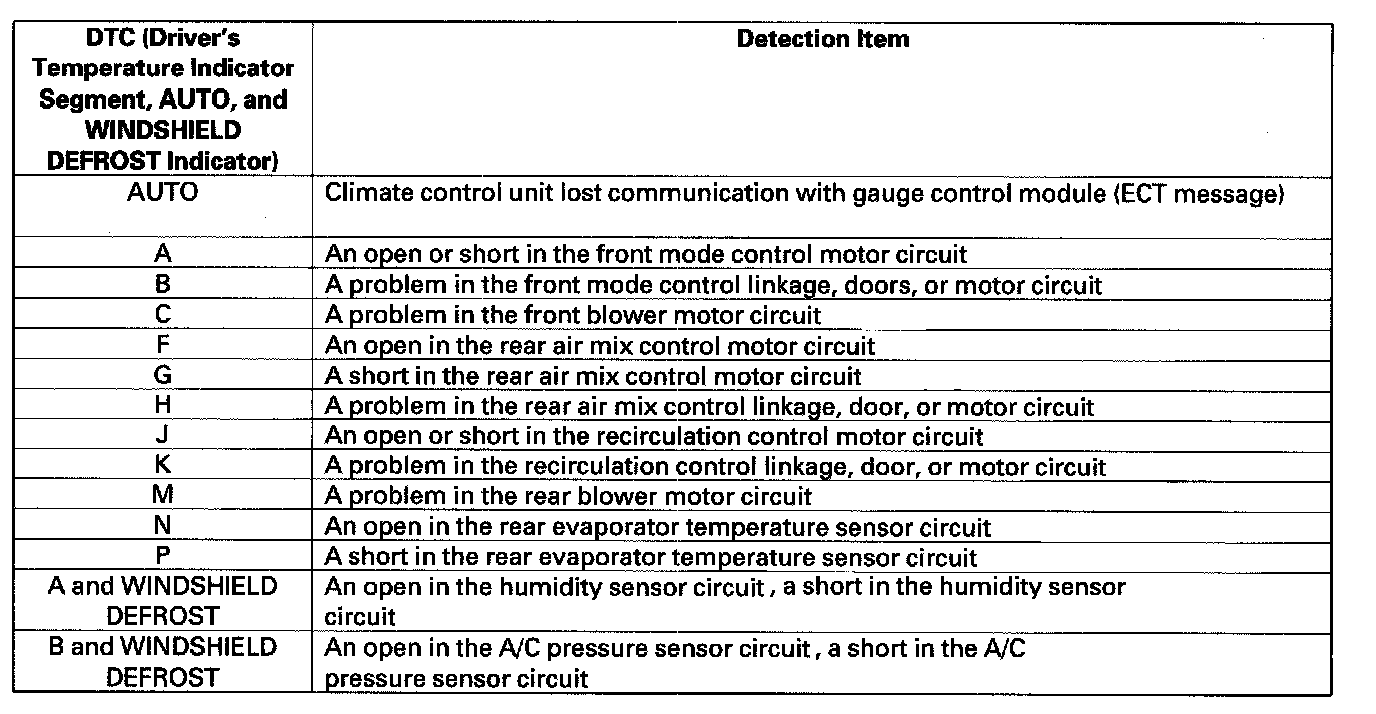 DTC (Driver's
Temperature Indicator
Segment, AUTO, and
WINDSHIELD
DEFROST Indicator)
Detection Item
AUTO
Climate control unit lost communication with gauge control module (ECT message)
A
An open or short in the front mode control motor circuit
B
A problem in the front mode control linkage, doors, or motor circuit
C
A problem in the front blower motor circuit
F
An open in the rear air mix control motor circuit
G
A short in the rear air mix control motor circuit
H
A problem in the rear air mix control linkage, door, or motor circuit
J
An open or short in the recirculation control motor circuit
K
A problem in the recirculation control linkage, door, or motor circuit
M
A problem in the rear blower motor circuit
N
An open in the rear evaporator temperature sensor circuit
P
A short in the rear evaporator temperature sensor circuit
A and WINDSHIELD
DEFROST
An open in the humidity sensor circuit, a short in the humidity sensor
circuit
B and WINDSHIELD
DEFROST
An open in the A/C pressure sensor circuit, a short in the A/C
pressure sensor circuit